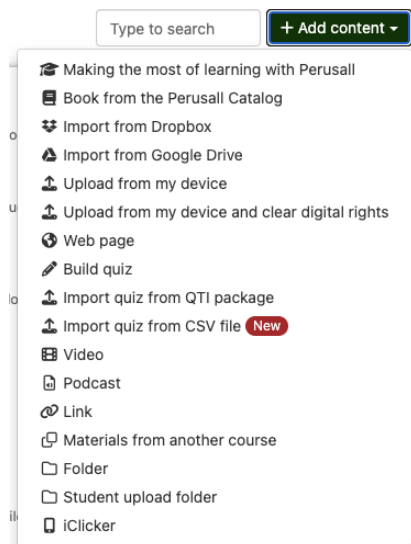 Type to search
+ Add content
Making the most of learning with Perusall
Book from the Perusall Catalog
Import from Dropbox
Import from Google Drive
Upload from my device
Upload from my device and clear digital rights
Web page
Build quiz
Import quiz from QTI package
Import quiz from CSV file New
Video
Podcast
Link
Materials from another course
Folder
Student upload folder
iClicker